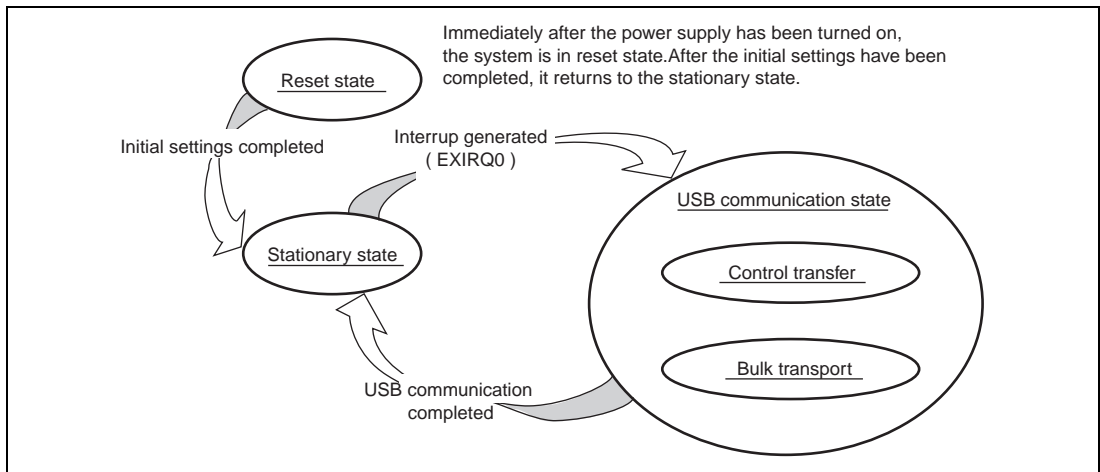 Immediately after the power supply has been turned on,
the system is in reset state.After the initial settings have been
completed, it returns to the stationary state.
Reset state
Initial settings completed
Interrup generated
( EXIRQ0 )
USB communication state
Stationary state
Control transfer
Bulk transport
USB communication
completed